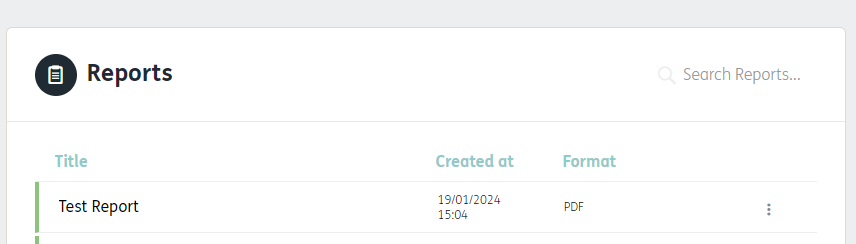 Reports
Search Reports...
Title Created at Format
Test Report 19/01/2024 15:04 PDF